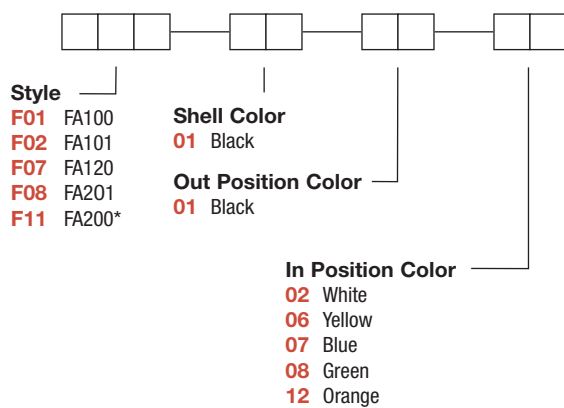 Style
F01 FA100
F02 FA101
F07 FA120
F08 FA201
F11 FA200*
Shell Color
01 Black
Out Position Color
01 Black
In Position Color
02 White
06 Yellow
07 Blue
08 Green
12 Orange